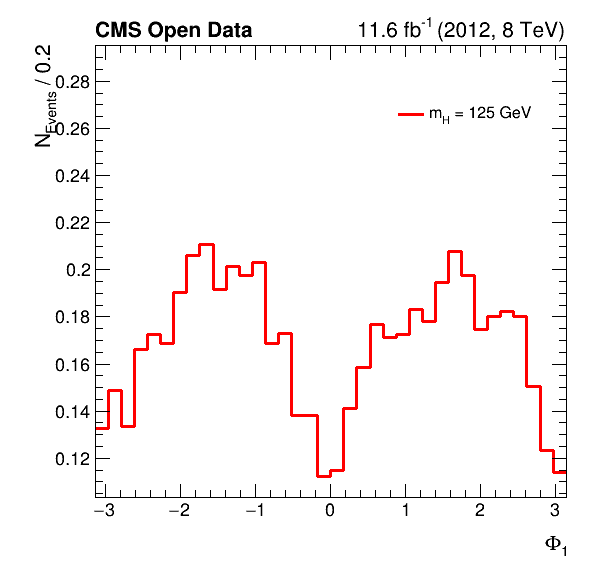 CMS Open Data 11.6 fb⁻¹ (2012, 8 TeV)
N_Events / 0.2
m_H = 125 GeV
0.28
0.26
0.24
0.22
0.2
0.18
0.16
0.14
0.12
−3 −2 −1 0 1 2 3
Φ₁